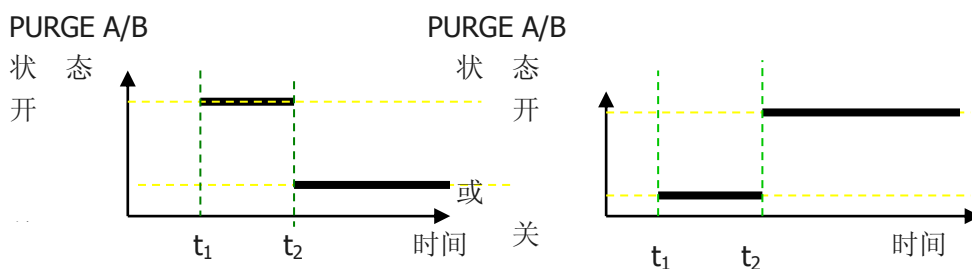 PURGE A/B PURGE A/B
状 态 状 态
开 开
或
关
t₁ t₂ 时间 t₁ t₂ 时间